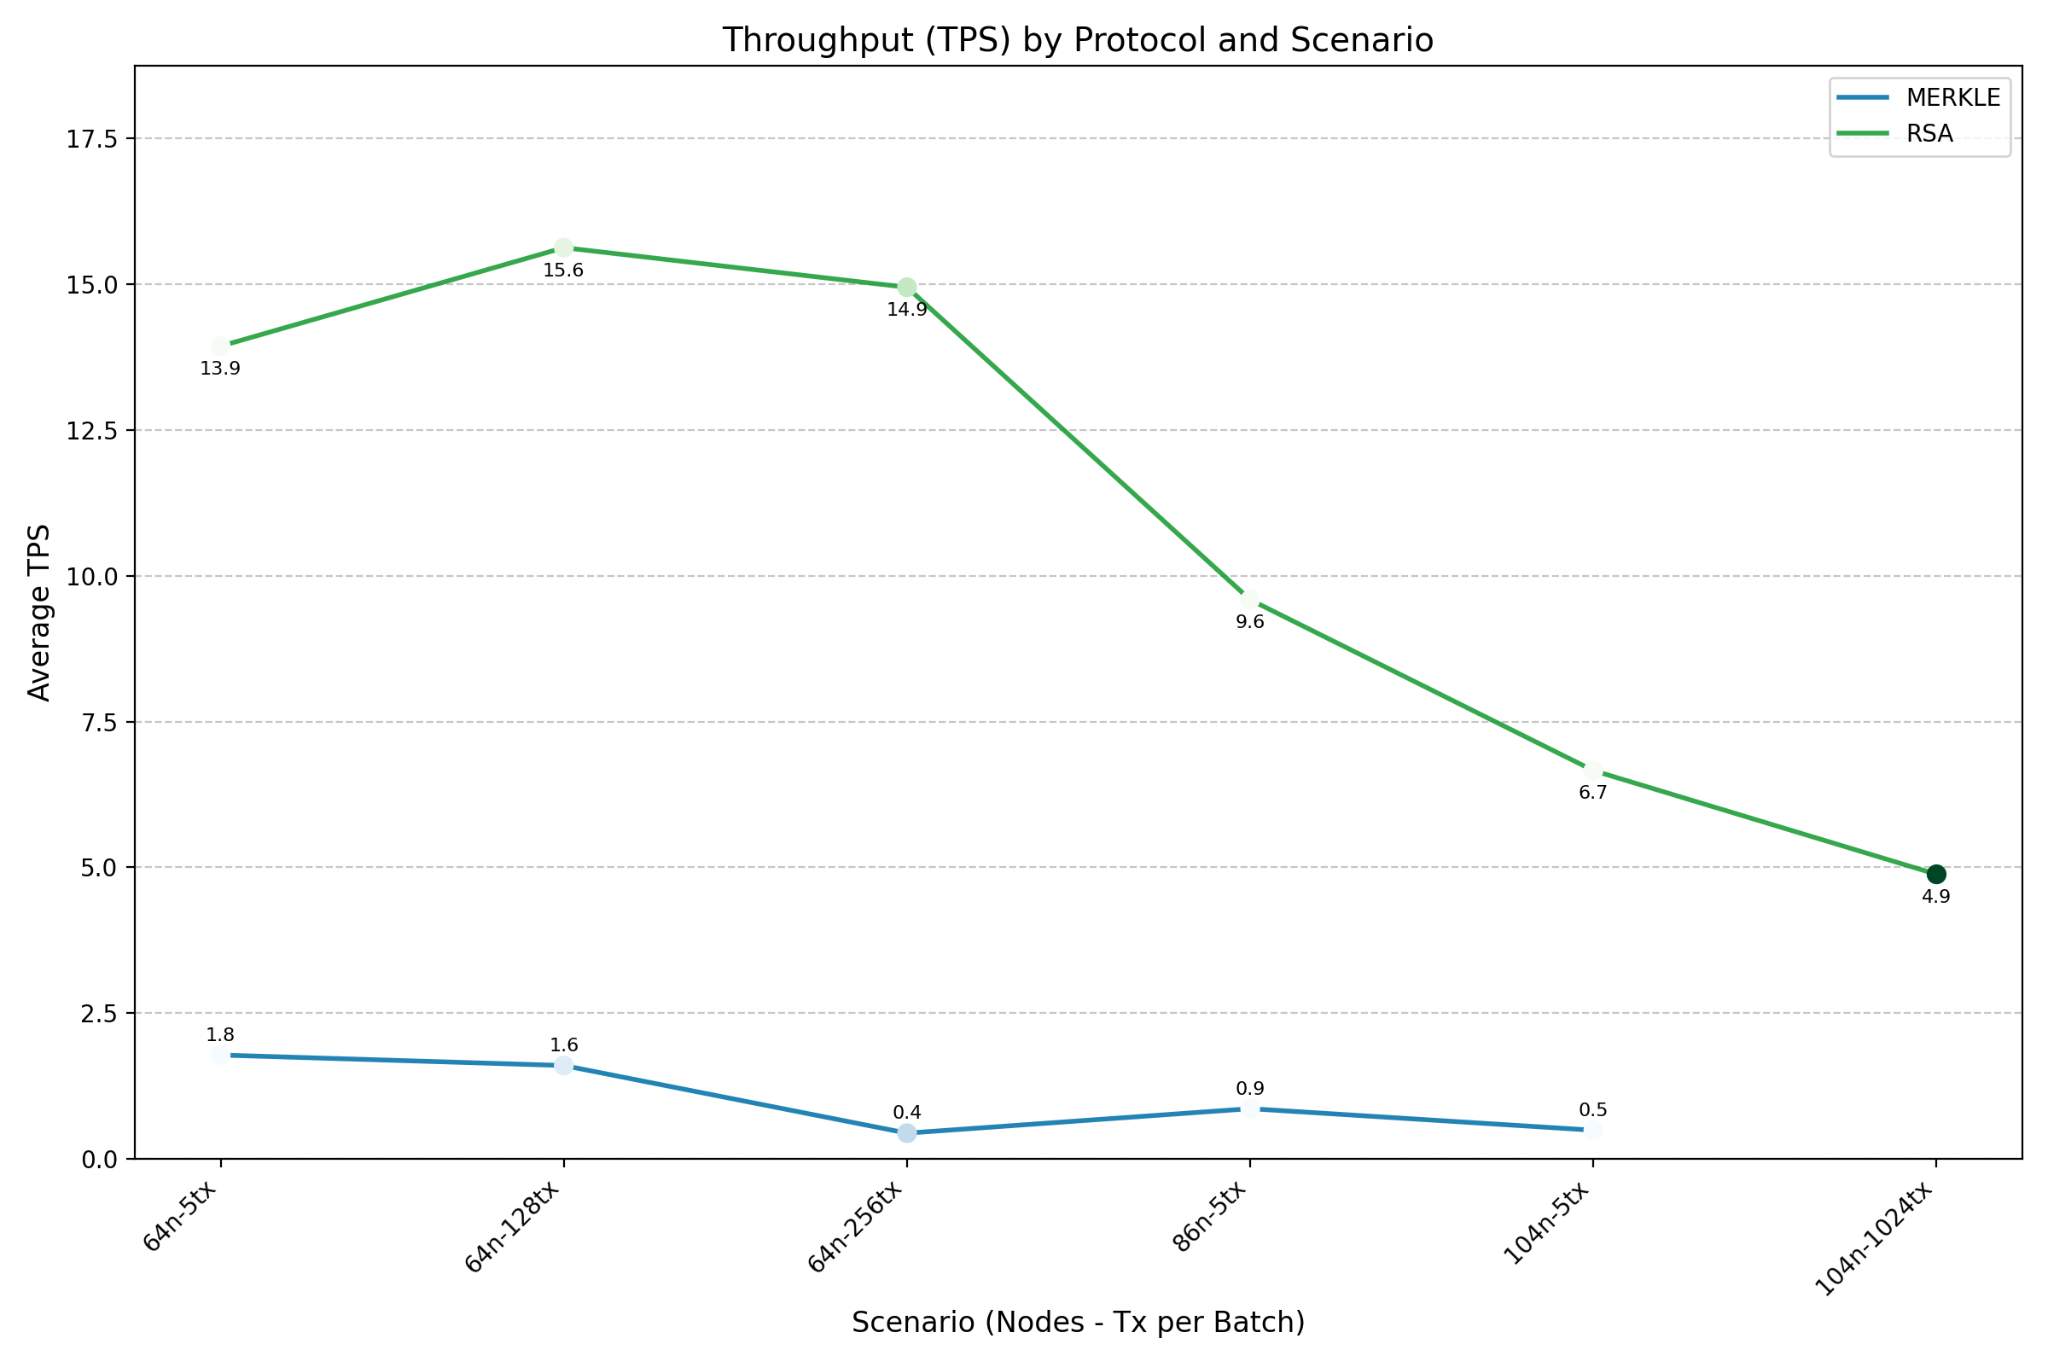 Throughput (TPS) by Protocol and Scenario
MERKLE
RSA
Average TPS
17.5
15.0
12.5
10.0
7.5
5.0
2.5
0.0
13.9
15.6
14.9
9.6
6.7
4.9
1.8
1.6
0.4
0.9
0.5
64n-5tx
64n-128tx
64n-256tx
86n-5tx
104n-5tx
104n-1024tx
Scenario (Nodes - Tx per Batch)